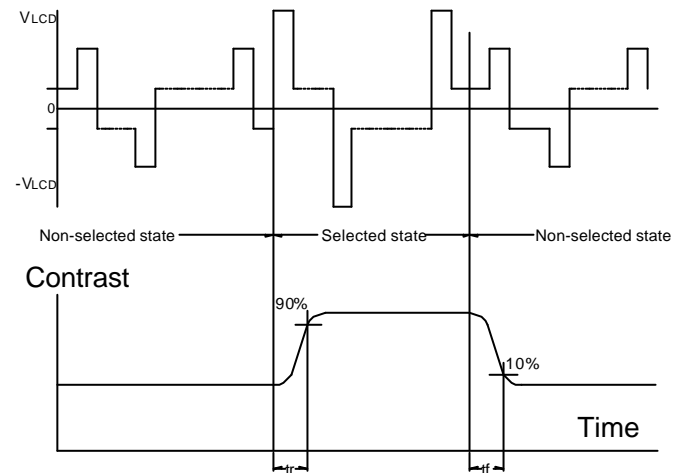 VLCD
0
-VLCD
Non-selected state
Selected state
Non-selected state
Contrast
90%
10%
Time
tr
tf